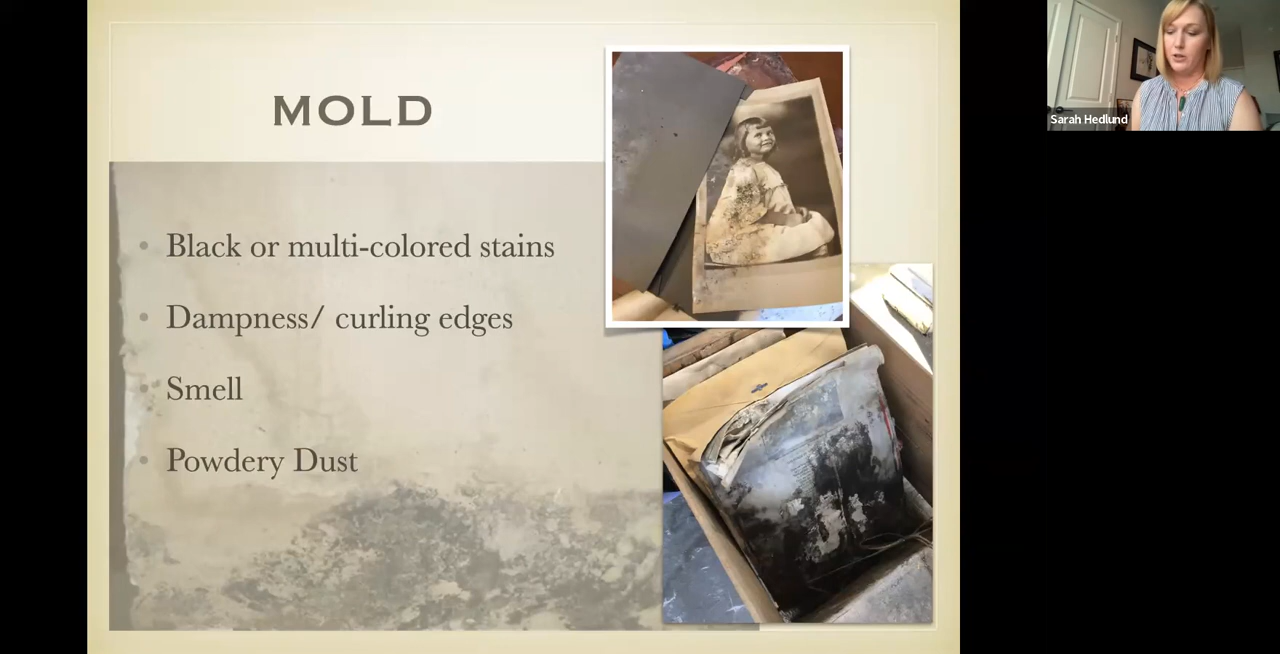 MOLD
Sarah Hedlund
• Black or multi-colored stains
• Dampness/ curling edges
• Smell
• Powdery Dust